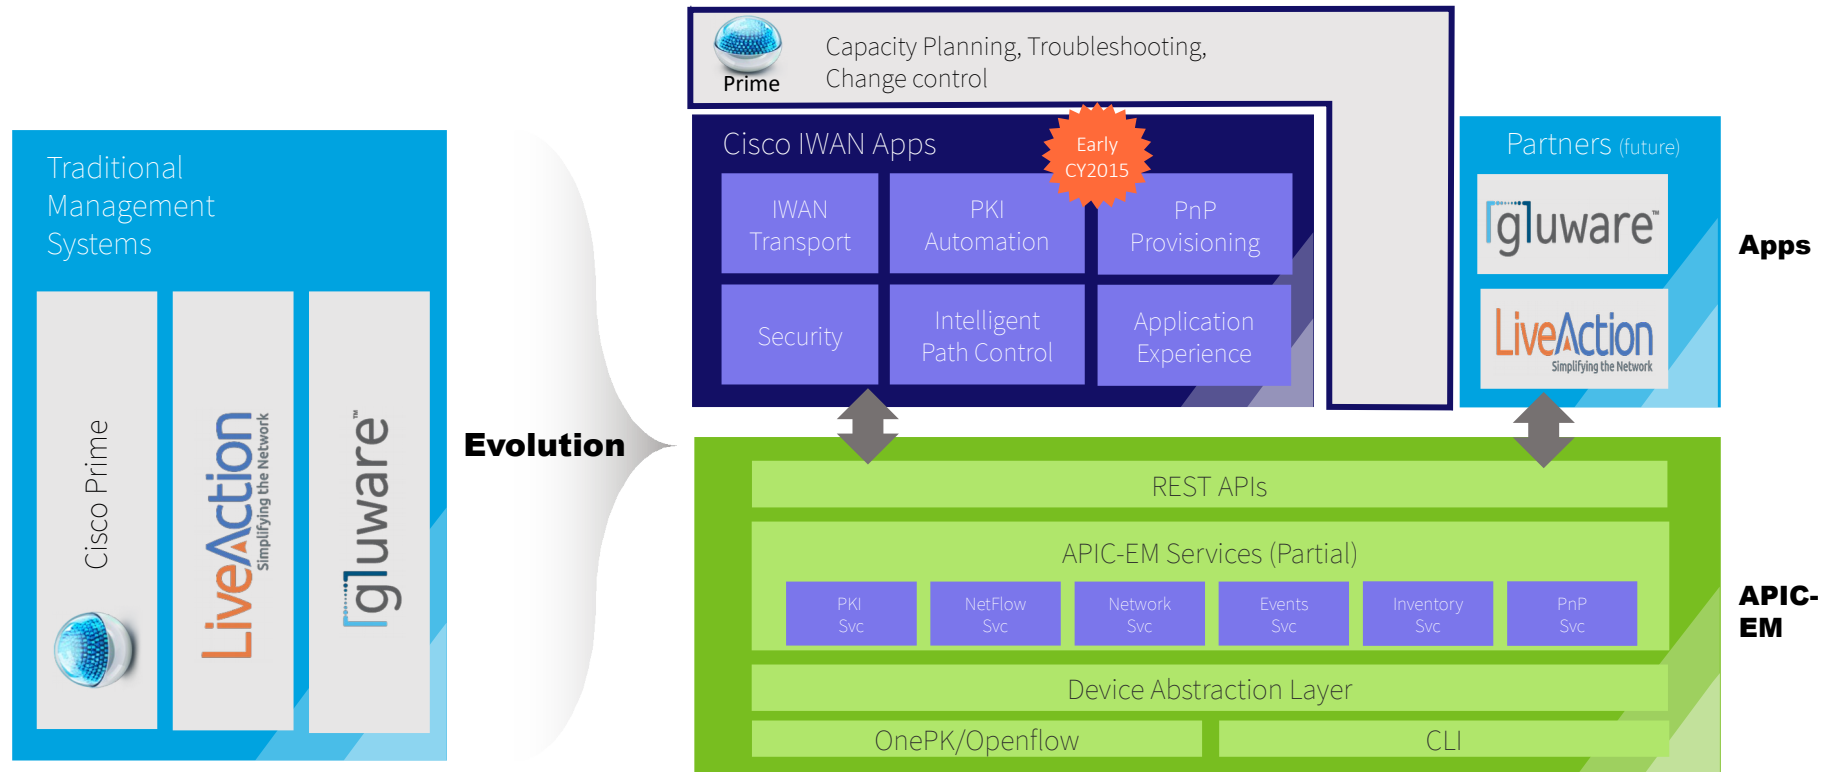 Prime
Capacity Planning, Troubleshooting,
Change control
Traditional
Management
Systems
Cisco Prime
LiveAction
Simplifying the Network
gluware™
Evolution
Cisco IWAN Apps
Early
CY2015
IWAN
Transport
PKI
Automation
PnP
Provisioning
Security
Intelligent
Path Control
Application
Experience
Partners (future)
gluware™
LiveAction
Simplifying the Network
Apps
REST APIs
APIC-EM Services (Partial)
PKI
Svc
NetFlow
Svc
Network
Svc
Events
Svc
Inventory
Svc
PnP
Svc
Device Abstraction Layer
OnePK/Openflow
CLI
APIC-
EM